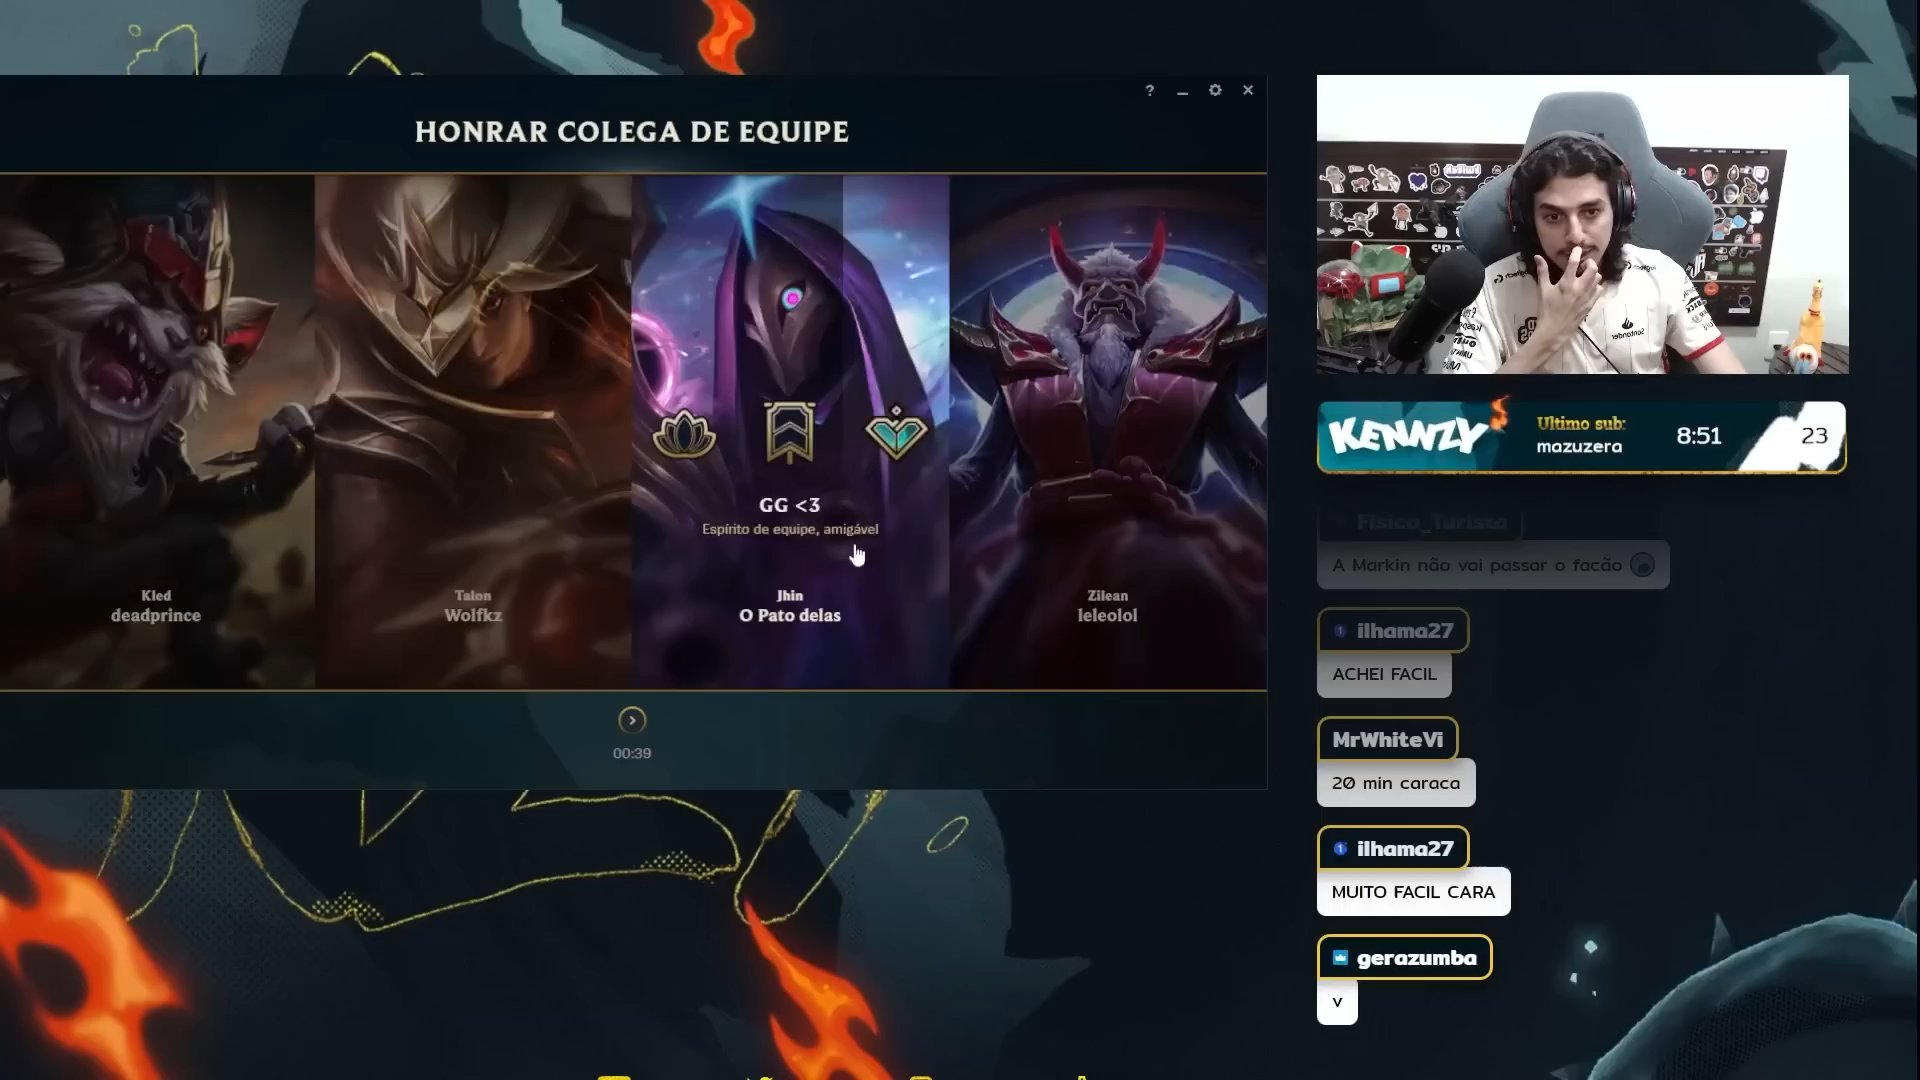 HONRAR COLEGA DE EQUIPE
GG <3
Espírito de equipe, amigável
Kled
deadprince
Talon
Wolfkz
Jhin
O Pato delas
Zilean
leleolol
00:39
KENNZY
Ultimo sub:
mazuzera
8:51
23
Fisico_Turista
A Markin não vai passar o facão
ilhama27
ACHEI FACIL
MrWhiteVi
20 min caraca
ilhama27
MUITO FACIL CARA
gerazumba
v